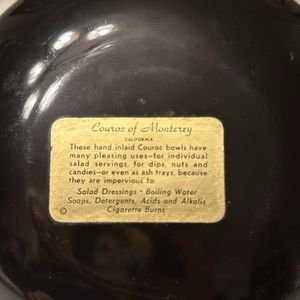 Couroc of Monterey
CALIFORNIA
These hand inlaid Couroc bowls have
many pleasing uses—for individual
salad servings, for dips, nuts and
candies—or even as ash trays, because
they are impervious to:
Salad Dressings • Boiling Water
Soaps, Detergents, Acids and Alkalis
Cigarette Burns
©